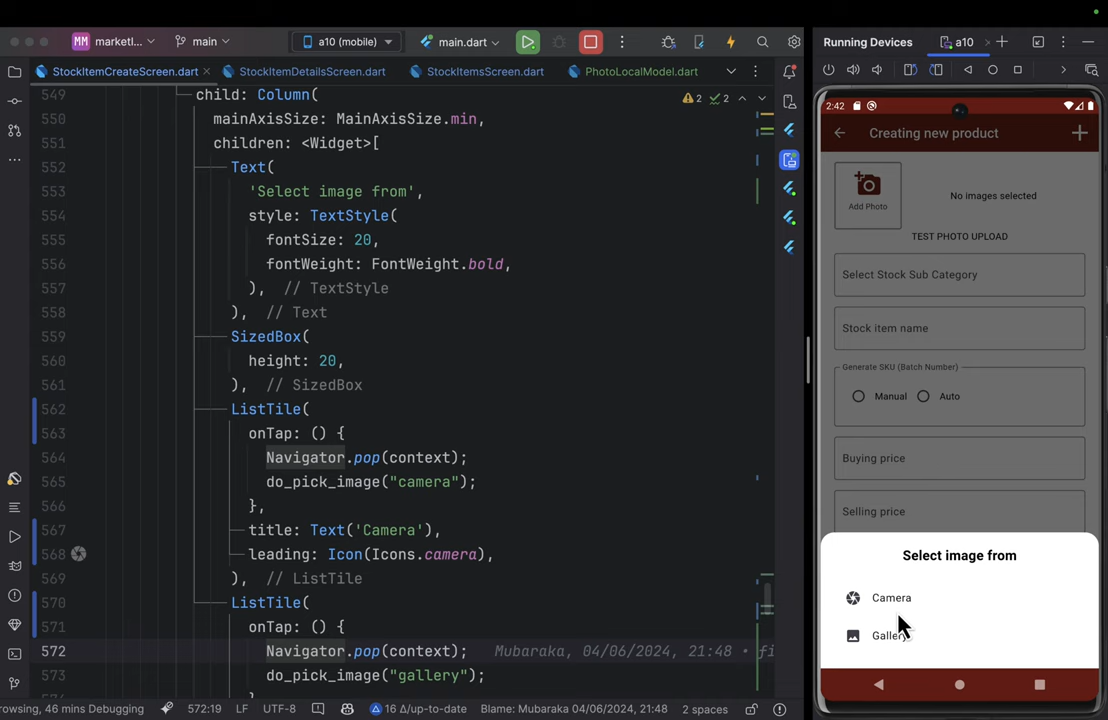 MM marketl...
main
a10 (mobile)
main.dart
Running Devices
a10
StockItemCreateScreen.dart
StockItemDetailsScreen.dart
StockItemsScreen.dart
PhotoLocalModel.dart
549 child: Column(
2 2
550 mainAxisSize: MainAxisSize.min,
551 children: <Widget>[
552 Text(
553 'Select image from',
554 style: TextStyle(
555 fontSize: 20,
556 fontWeight: FontWeight.bold,
557 ), // TextStyle
558 ), // Text
559 SizedBox(
560 height: 20,
561 ), // SizedBox
562 ListTile(
563 onTap: () {
564 Navigator.pop(context);
565 do_pick_image("camera");
566 },
567 title: Text('Camera'),
568 leading: Icon(Icons.camera),
569 ), // ListTile
570 ListTile(
571 onTap: () {
572 Navigator.pop(context); Mubaraka, 04/06/2024, 21:48 • fi
573 do_pick_image("gallery");
rowsing, 46 mins Debugging
572:19
LF
UTF-8
16 Δ/up-to-date
Blame: Mubaraka 04/06/2024, 21:48
2 spaces
2:42
Creating new product
Add Photo
No images selected
TEST PHOTO UPLOAD
Select Stock Sub Category
Stock item name
Generate SKU (Batch Number)
Manual
Auto
Buying price
Selling price
Select image from
Camera
Gallery